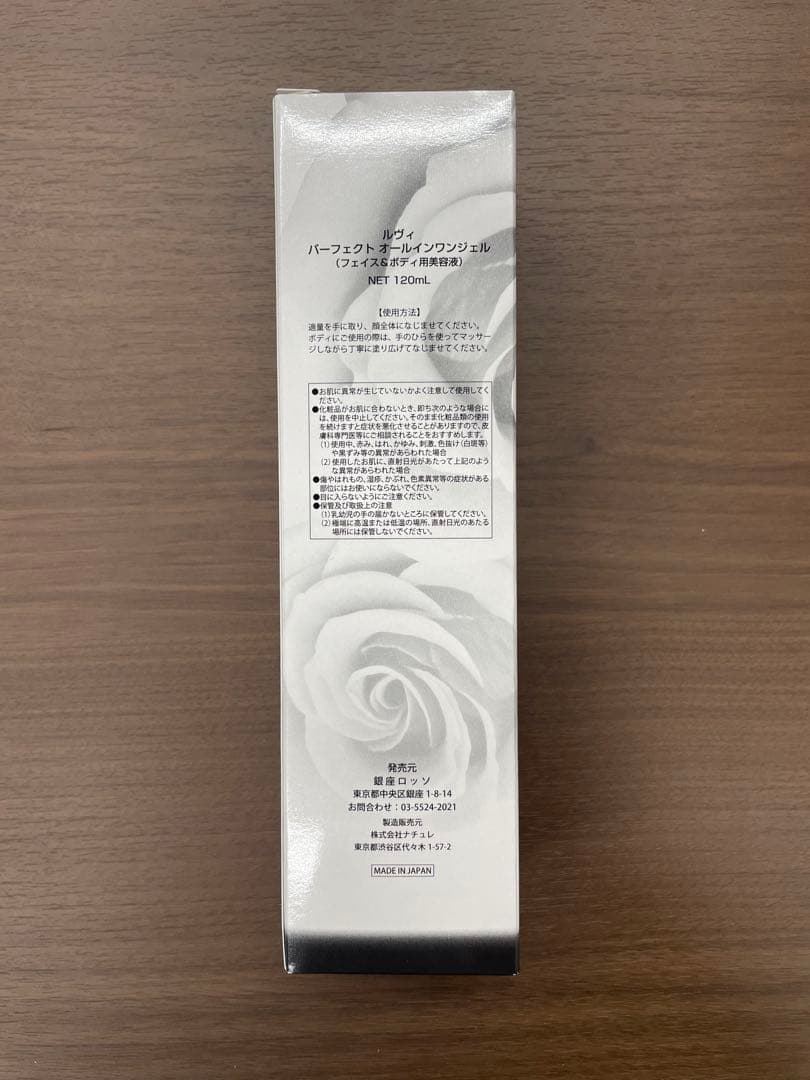 ルヴィ
パーフェクト オールインワンジェル
（フェイス&ボディ用美容液）
NET 120mL
【使用方法】
適量を手に取り、顔全体になじませてください。
ボディにご使用の際は、手のひらを使ってマッサー
ジしながら丁寧に塗り広げてなじませてください。
●お肌に異常が生じていないかよく注意して使用してく
ださい。
●化粧品がお肌に合わないとき、即ち次のような場合に
は、使用を中止してください。そのまま化粧品類の使用
を続けますと症状を悪化させることがありますので、皮
膚科専門医等にご相談されることをおすすめします。
（1）使用中、赤み、はれ、かゆみ、刺激、色抜け（白斑等）
や黒ずみ等の異常があらわれた場合
（2）使用したお肌に、直射日光があたって上記のよう
な異常があらわれた場合
●傷やはれもの、湿疹、かぶれ、色素異常等の症状がある
部位にはお使いにならないでください。
●目に入らないようにご注意ください。
●保管及び取扱上の注意
（1）乳幼児の手の届かないところに保管してください。
（2）極端に高温または低温の場所、直射日光のあたる
場所には保管しないでください。
発売元
銀座ロッソ
東京都中央区銀座 1-8-14
お問合わせ：03-5524-2021
製造販売元
株式会社ナチュレ
東京都渋谷区代々木 1-57-2
MADE IN JAPAN